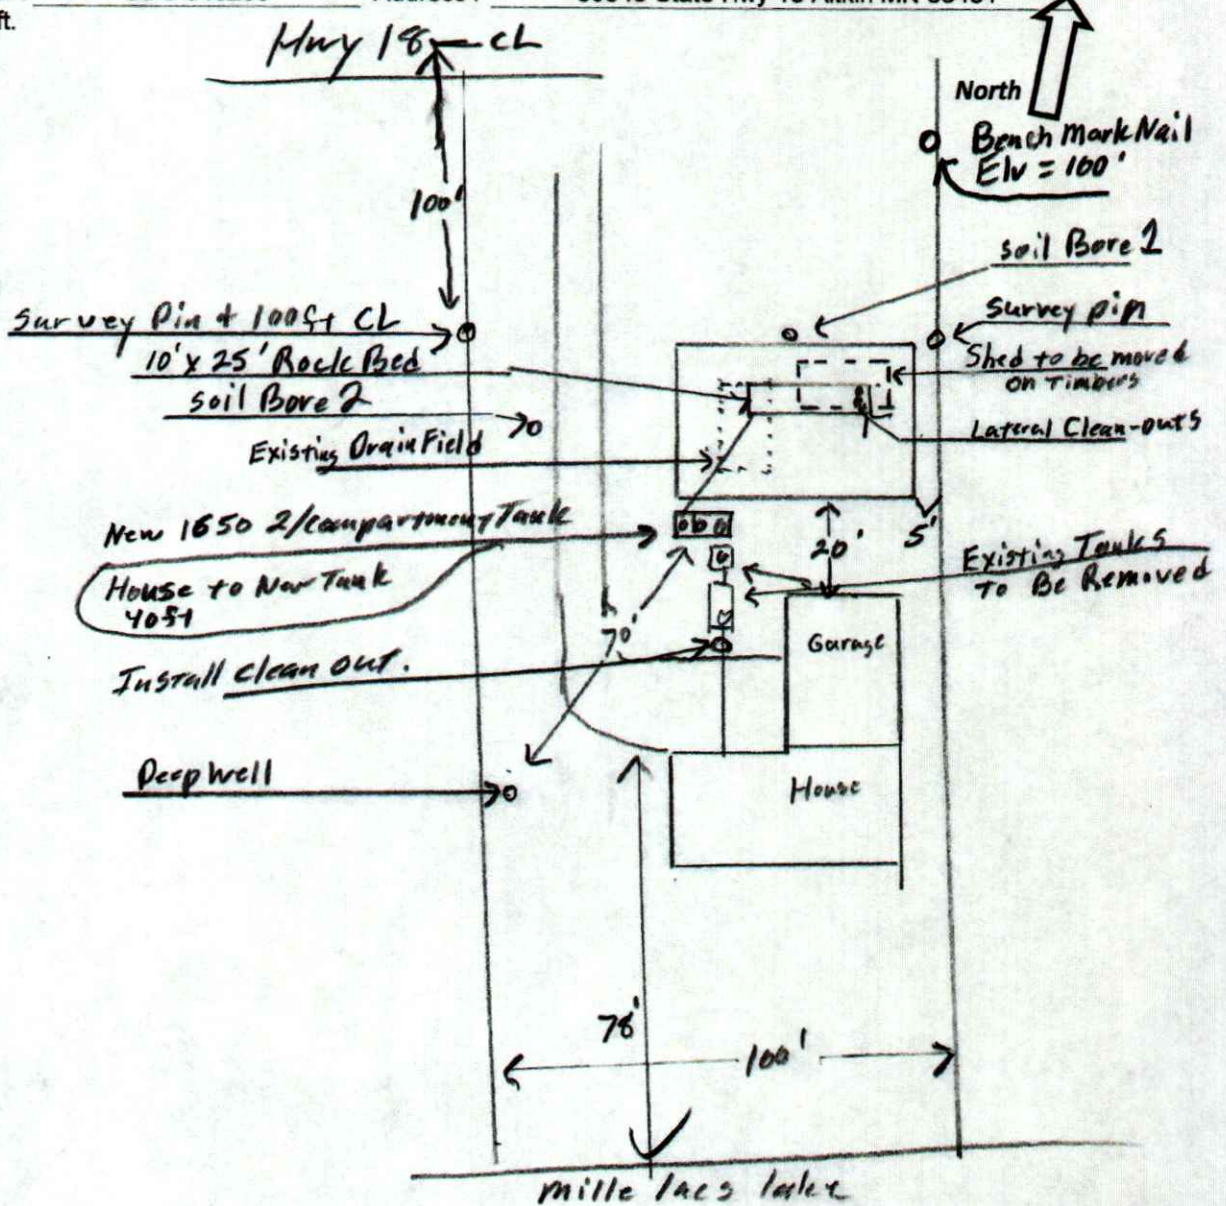 ft.
Hwy 18 — CL
North
Bench Mark Nail
Elv = 100'
100'
soil Bore 1
Survey Pin + 100ft CL
survey pin
10' x 25' Rock Bed
Shed to be moved
on Timbers
soil Bore 2
Lateral Clean-outs
Existing Drain Field
New 1650 2/compartment Tank
20'
5'
Existing Tanks
To Be Removed
House to New Tank
40ft
70'
Garage
Install clean out.
Deep well
House
78'
100'
mille lacs lake